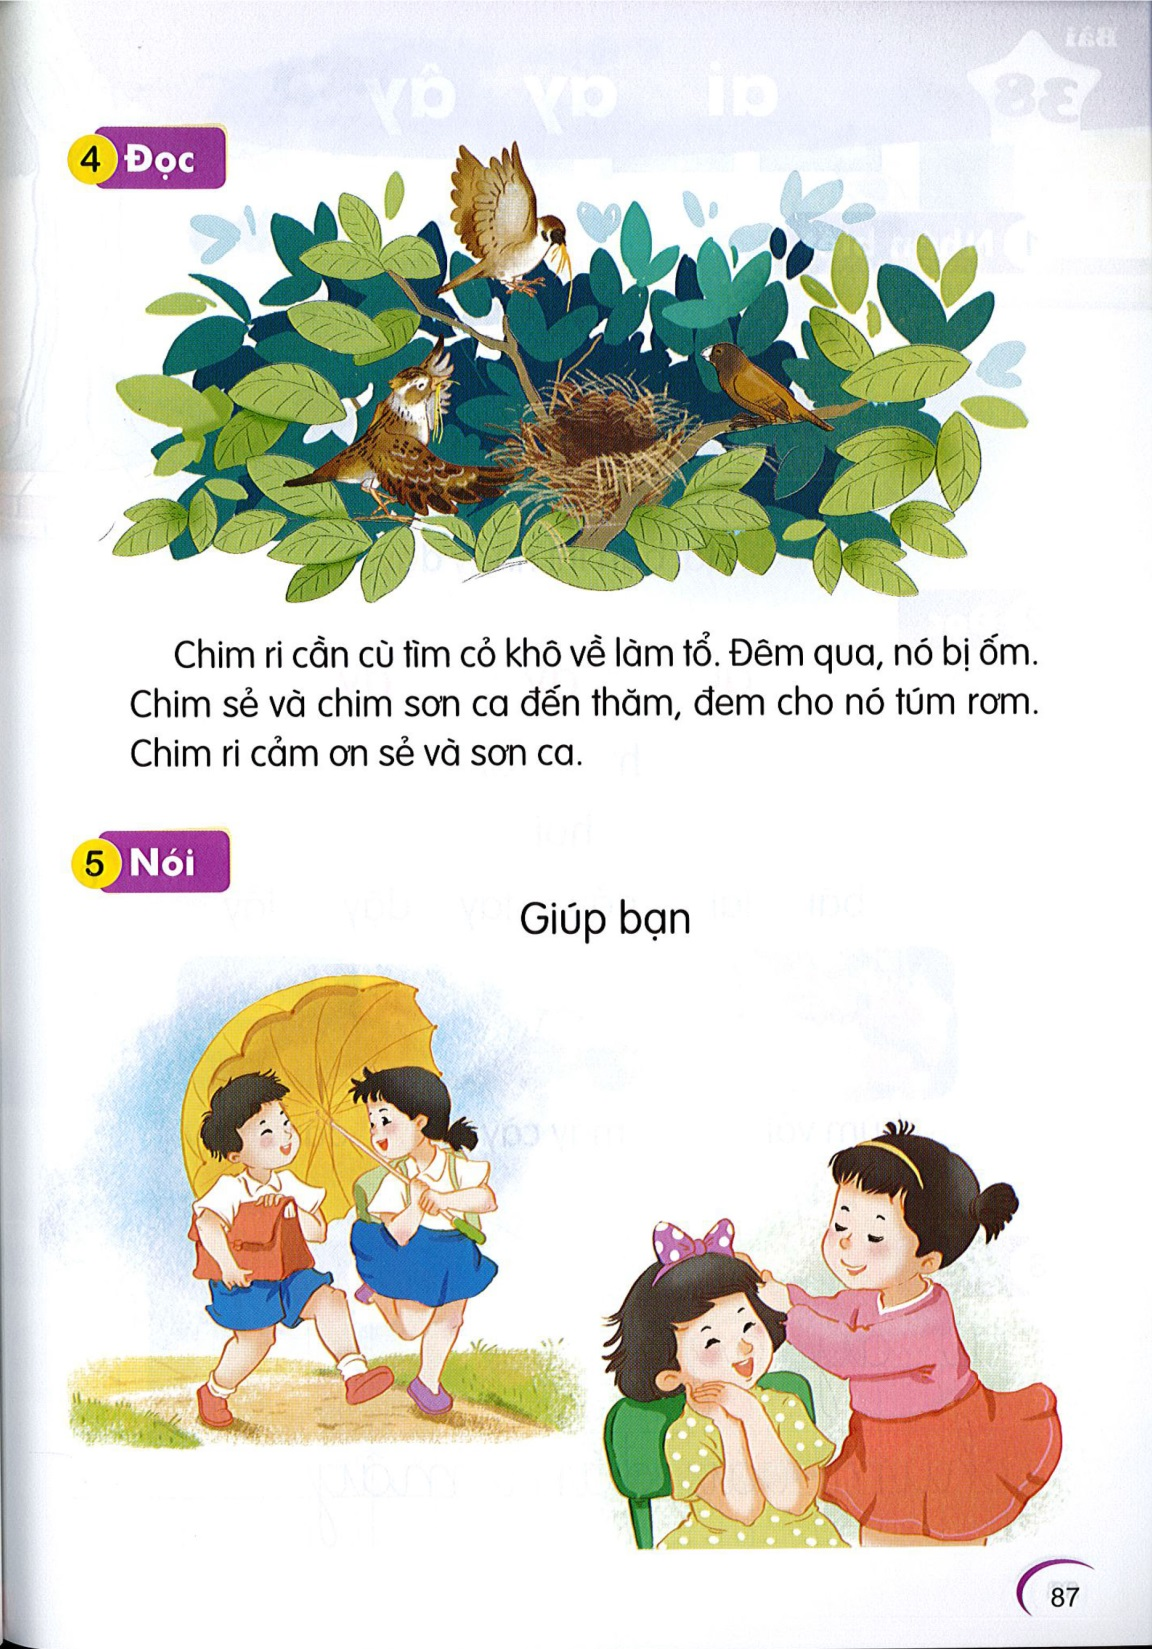 4 Đọc
Chim ri cần cù tìm cỏ khô về làm tổ. Đêm qua, nó bị ốm.
Chim sẻ và chim sơn ca đến thăm, đem cho nó túm rơm.
Chim ri cảm ơn sẻ và sơn ca.
5 Nói
Giúp bạn
87